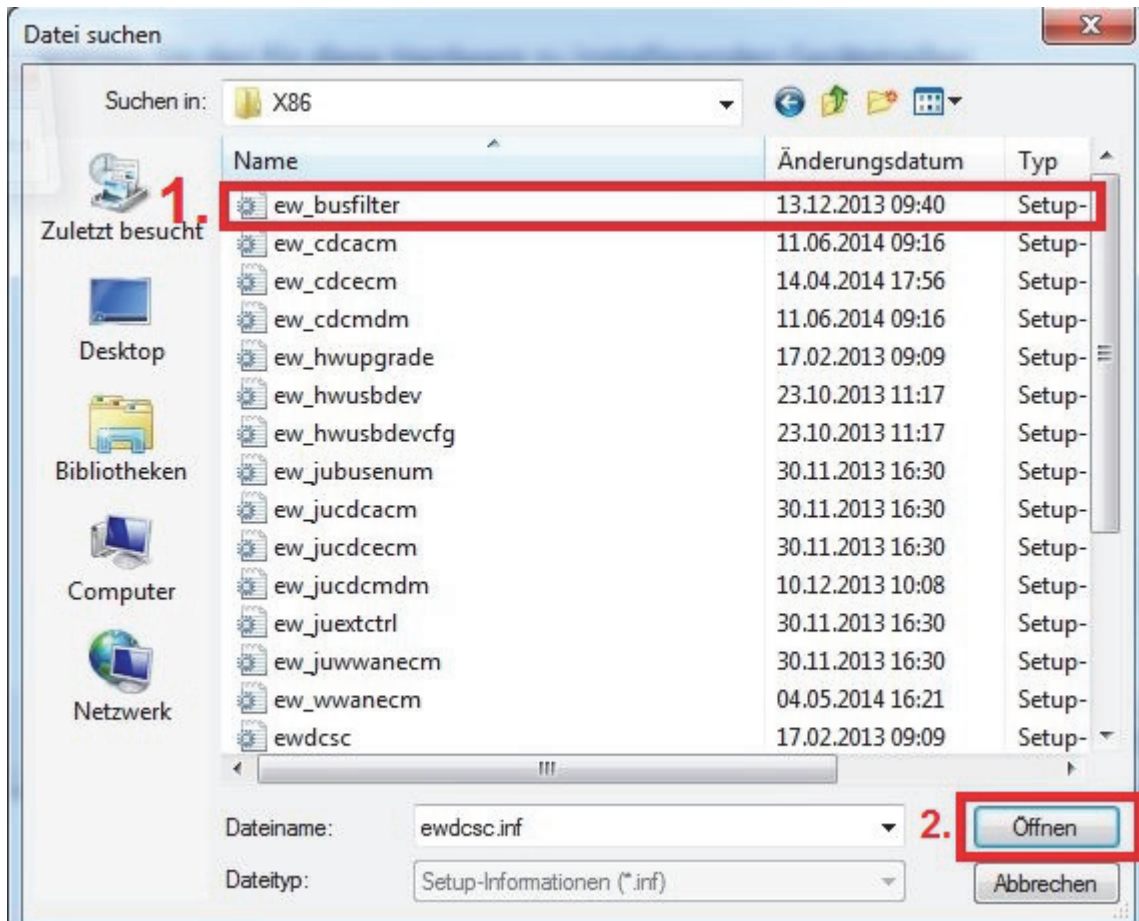 Datei suchen
Suchen in: X86
Name Änderungsdatum Typ
1. ew_busfilter 13.12.2013 09:40 Setup-
Zuletzt besucht
ew_cdcacm 11.06.2014 09:16 Setup-
ew_cdcecm 14.04.2014 17:56 Setup-
ew_cdcmdm 11.06.2014 09:16 Setup-
Desktop
ew_hwupgrade 17.02.2013 09:09 Setup-
ew_hwusbdev 23.10.2013 11:17 Setup-
ew_hwusbdevcfg 23.10.2013 11:17 Setup-
Bibliotheken
ew_jubusenum 30.11.2013 16:30 Setup-
ew_jucdcacm 30.11.2013 16:30 Setup-
ew_jucdcecm 30.11.2013 16:30 Setup-
Computer
ew_jucdcmdm 10.12.2013 10:08 Setup-
ew_juextctrl 30.11.2013 16:30 Setup-
ew_juwwanecm 30.11.2013 16:30 Setup-
Netzwerk
ew_wwanecm 04.05.2014 16:21 Setup-
ewdcsc 17.02.2013 09:09 Setup-
Dateiname: ewdcsc.inf 2. Öffnen
Dateityp: Setup-Informationen (*.inf) Abbrechen